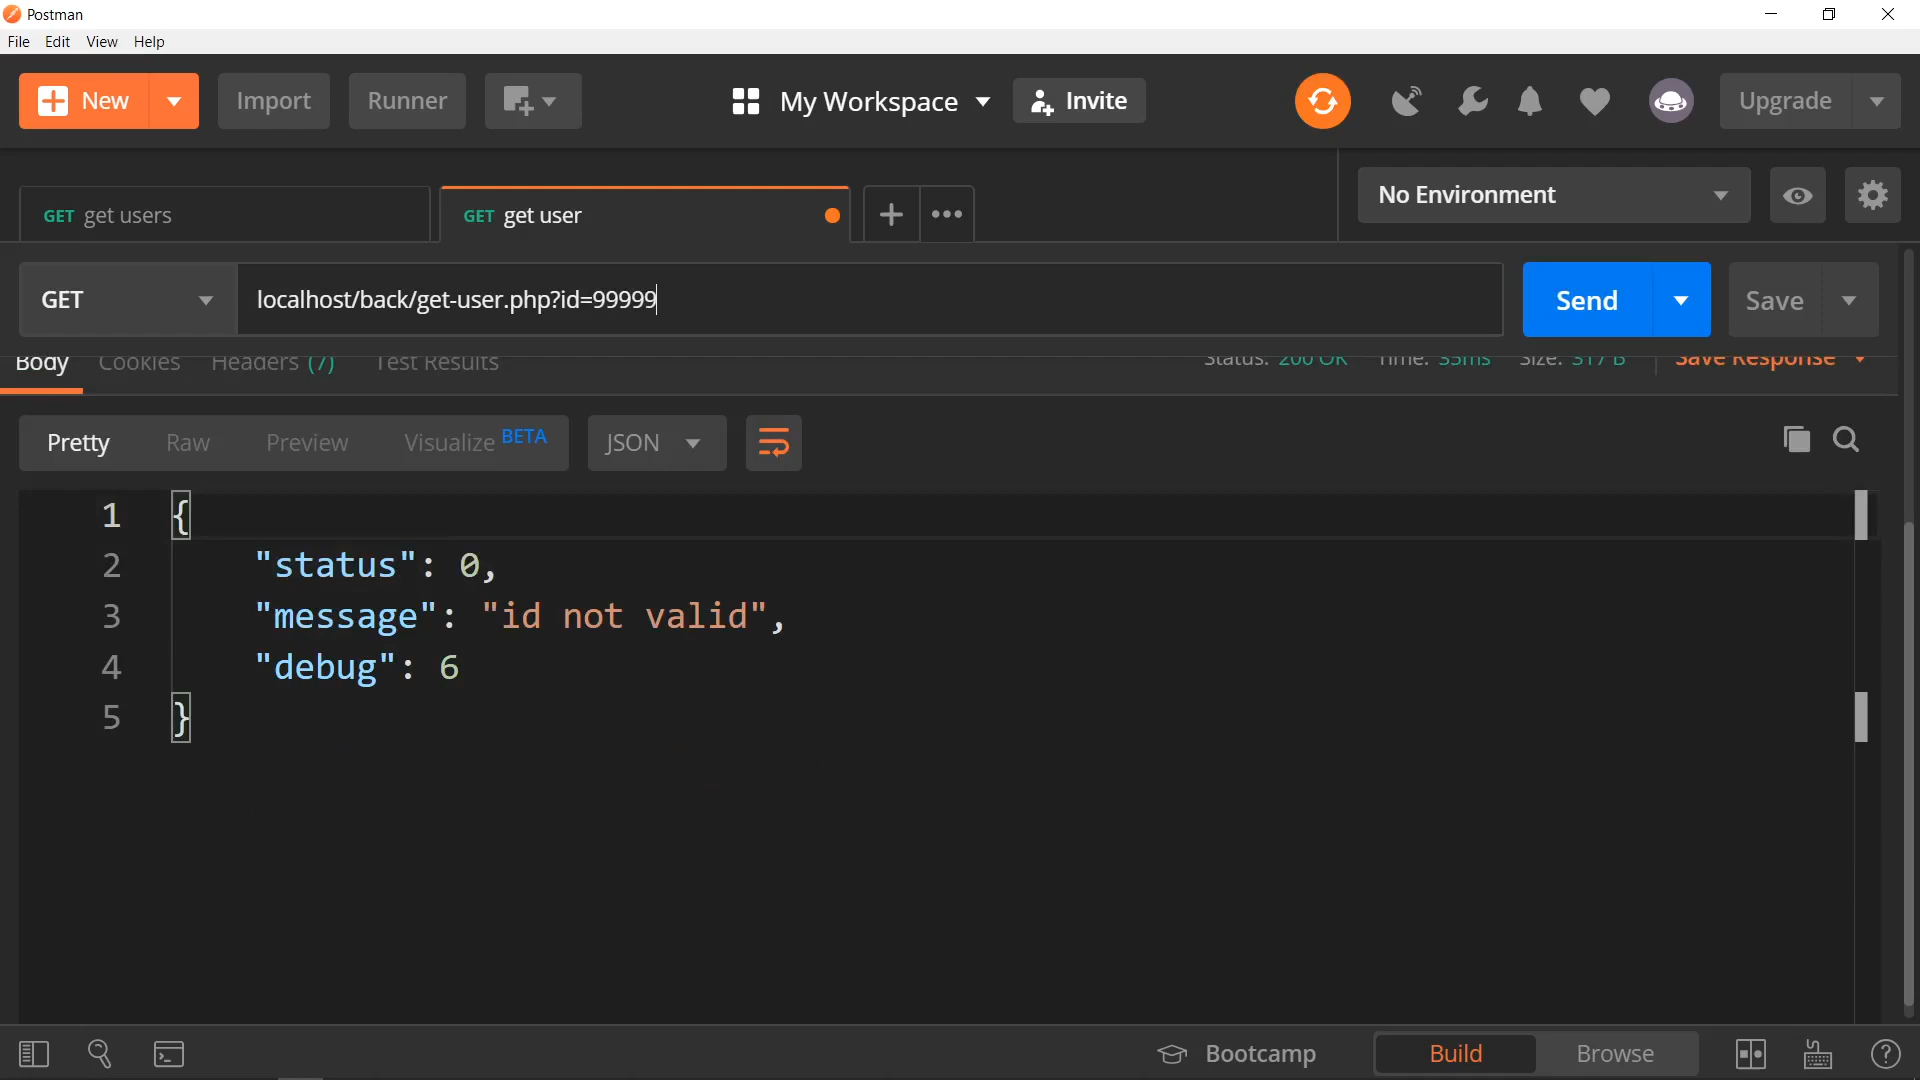 Postman
File Edit View Help
New Import Runner My Workspace Invite Upgrade
GET get users GET get user No Environment
GET localhost/back/get-user.php?id=99999 Send Save
Body Cookies Headers (7) Test Results Status: 200 OK Time: 35ms Size: 317 B Save Response
Pretty Raw Preview Visualize BETA JSON
1 {
2 "status": 0,
3 "message": "id not valid",
4 "debug": 6
5 }
Bootcamp Build Browse